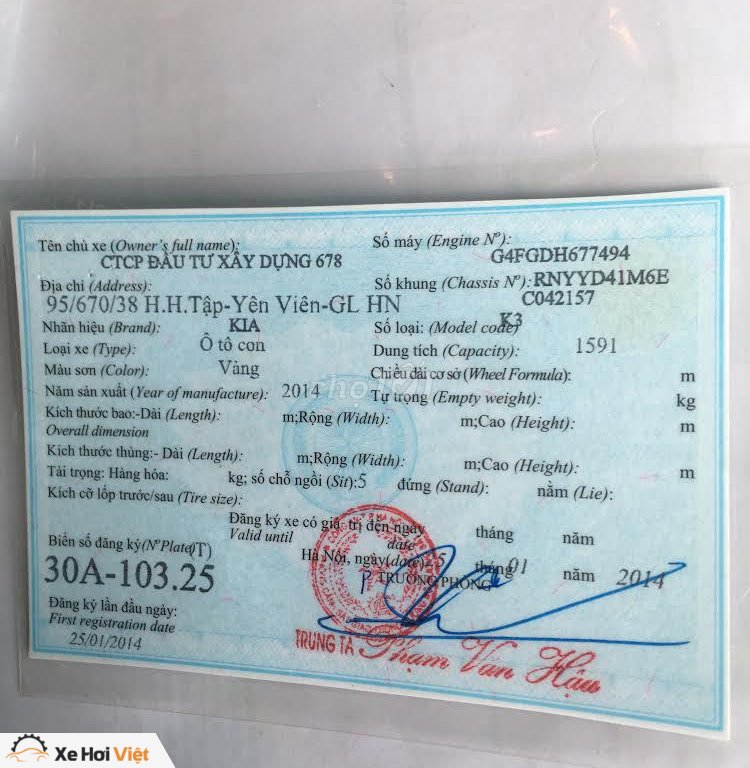 Tên chủ xe (Owner's full name): Số máy (Engine Nº):
CTCP ĐẦU TƯ XÂY DỰNG 678 G4FGDH677494
Địa chỉ (Address): Số khung (Chassis Nº): RNYYD41M6E
95/670/38 H.H.Tập-Yên Viên-GL HN C042157
Nhãn hiệu (Brand): KIA Số loại: (Model code) K3
Loại xe (Type): Ô tô con Dung tích (Capacity): 1591
Màu sơn (Color): Vàng Chiều dài cơ sở (Wheel Formula): m
Năm sản xuất (Year of manufacture): 2014 Tự trọng (Empty weight): kg
Kích thước bao:-Dài (Length): m;Rộng (Width): m;Cao (Height): m
Overall dimension
Kích thước thùng:- Dài (Length): m;Rộng (Width): m;Cao (Height): m
Tải trọng: Hàng hóa: kg; số chỗ ngồi (Sit): 5 đứng (Stand): nằm (Lie):
Kích cỡ lốp trước/sau (Tire size):
Đăng ký xe có giá trị đến ngày tháng năm
Valid until date
Biển số đăng ký (Nº Plate) (T) Hà Nội, ngày (date) 5 tháng 01 năm 2014
30A-103.25 TRƯỞNG PHÒNG
Đăng ký lần đầu ngày:
First registration date
25/01/2014
TRUNG TÁ Phạm Văn Hậu
Xe Hơi Việt